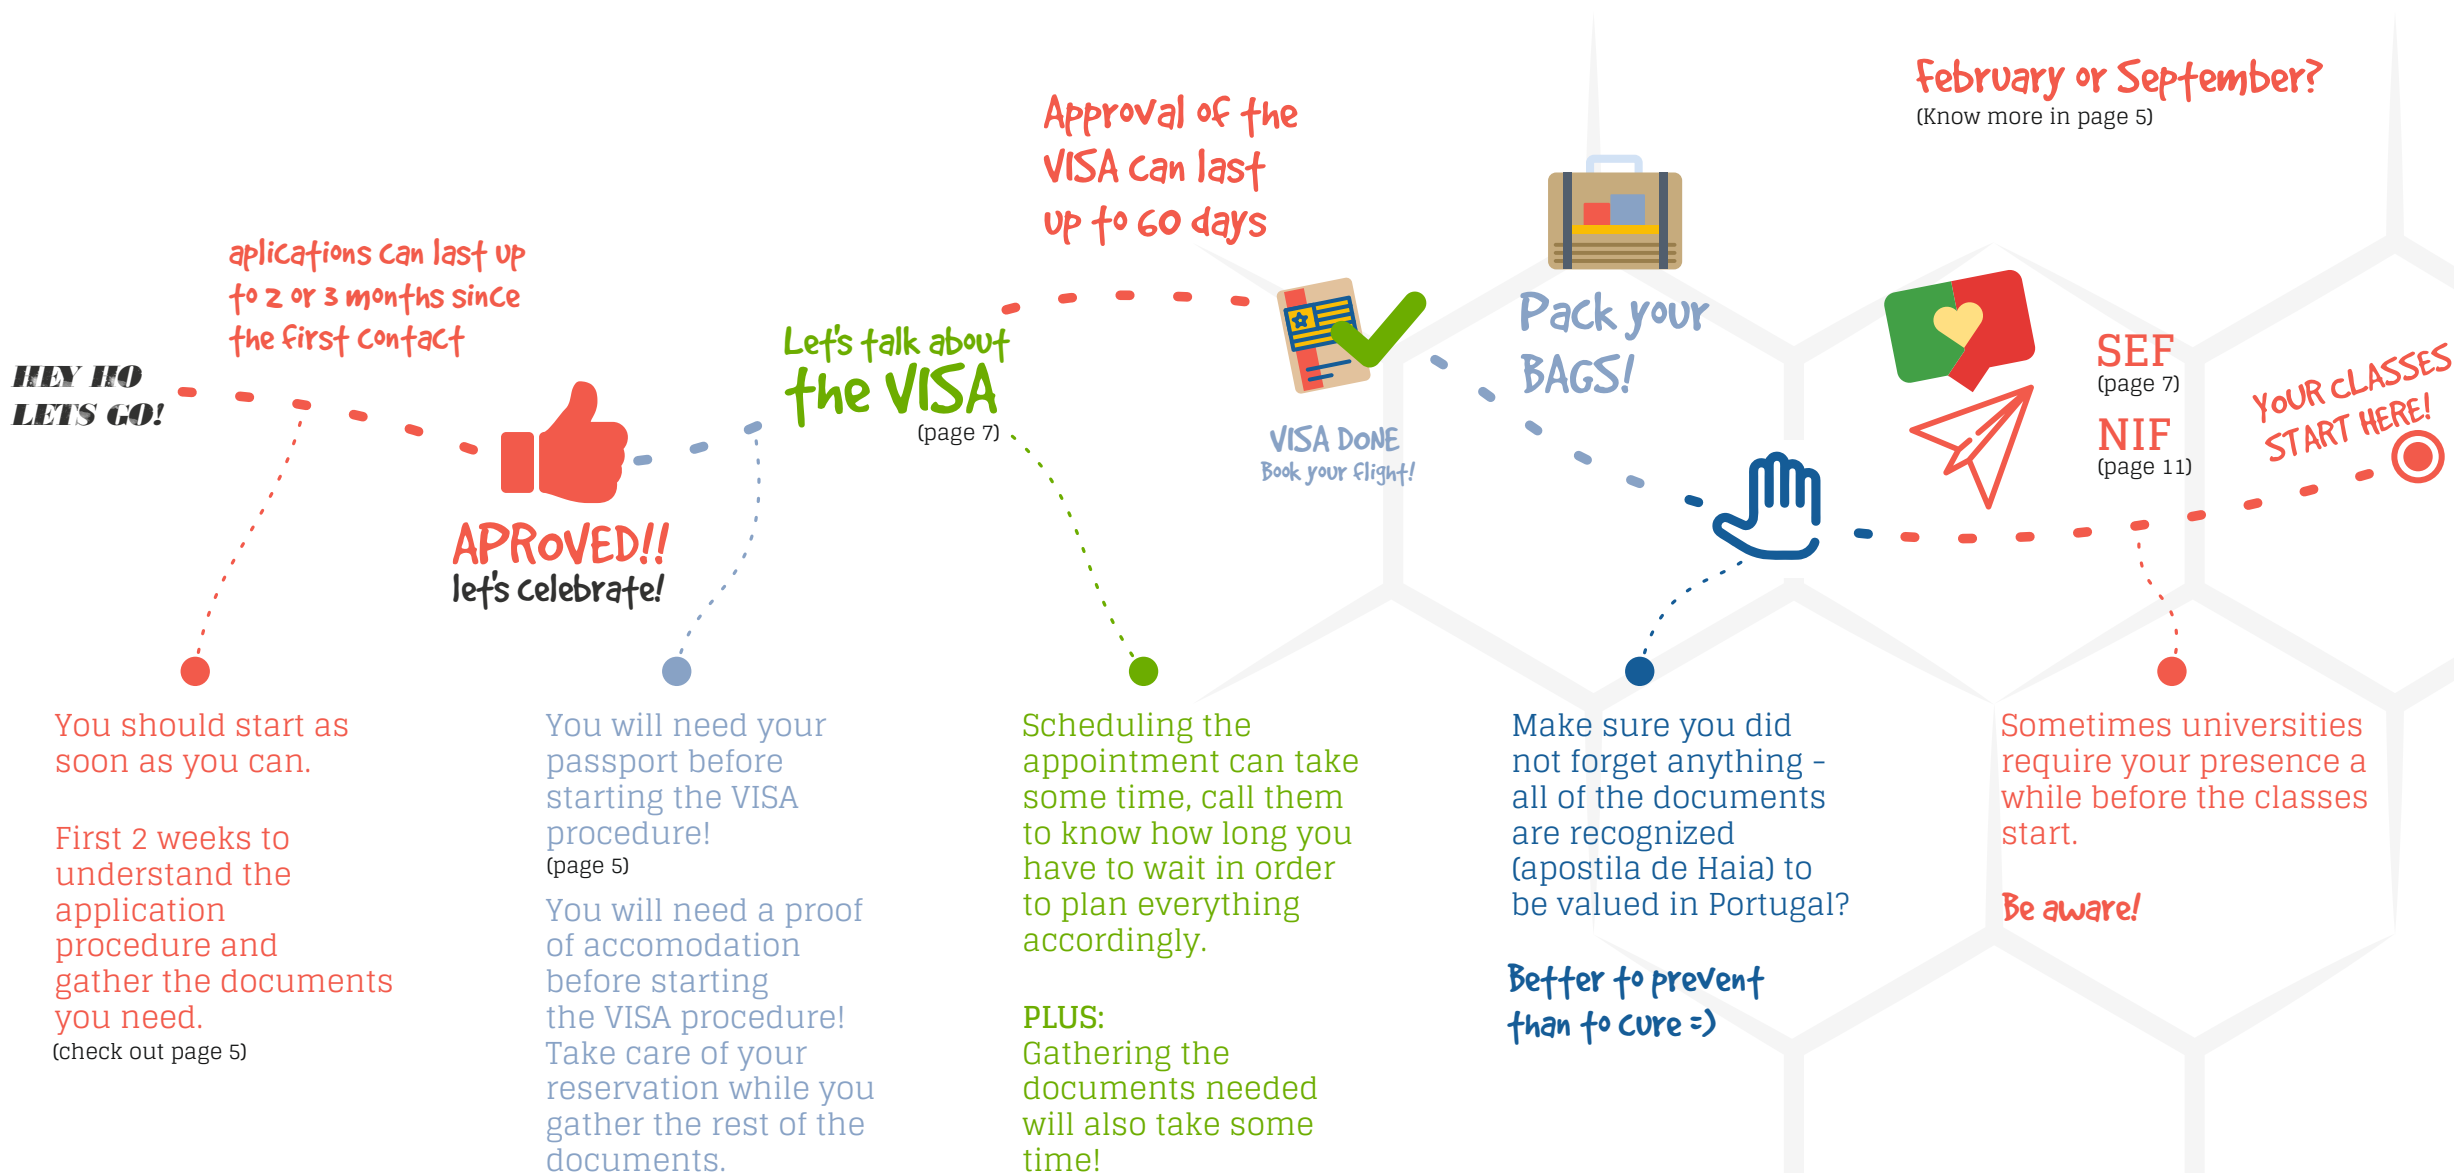 HEY HO
LETS GO!
aplications can last up
to 2 or 3 months since
the first contact
APROVED!!
let's celebrate!
Let's talk about
the VISA
(page 7)
Approval of the
VISA can last
up to 60 days
VISA DONE
Book your flight!
Pack your
BAGS!
February or September?
(Know more in page 5)
SEF
(page 7)
NIF
(page 11)
YOUR CLASSES
START HERE!
You should start as
soon as you can.
First 2 weeks to
understand the
application
procedure and
gather the documents
you need.
(check out page 5)
You will need your
passport before
starting the VISA
procedure!
(page 5)
You will need a proof
of accomodation
before starting
the VISA procedure!
Take care of your
reservation while you
gather the rest of the
documents.
Scheduling the
appointment can take
some time, call them
to know how long you
have to wait in order
to plan everything
accordingly.
PLUS:
Gathering the
documents needed
will also take some
time!
Make sure you did
not forget anything -
all of the documents
are recognized
(apostila de Haia) to
be valued in Portugal?
Better to prevent
than to cure =)
Sometimes universities
require your presence a
while before the classes
start.
Be aware!